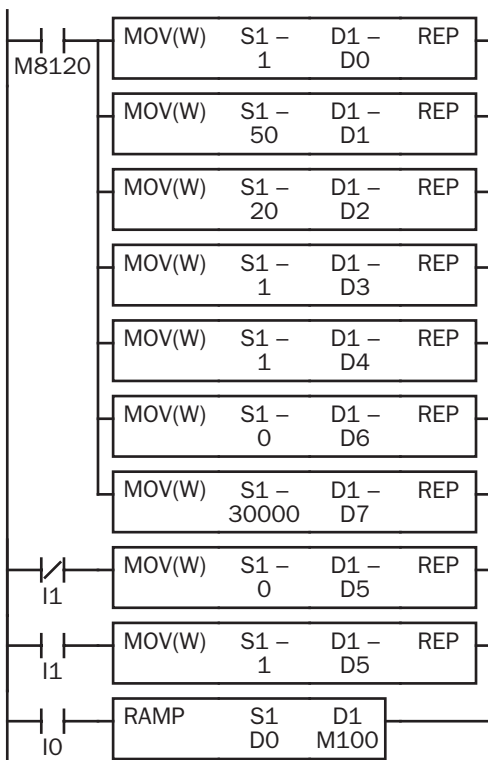 MOV(W) S1 – D1 – REP
M8120 1 D0
MOV(W) S1 – D1 – REP
50 D1
MOV(W) S1 – D1 – REP
20 D2
MOV(W) S1 – D1 – REP
1 D3
MOV(W) S1 – D1 – REP
1 D4
MOV(W) S1 – D1 – REP
0 D6
MOV(W) S1 – D1 – REP
30000 D7
MOV(W) S1 – D1 – REP
I1 0 D5
MOV(W) S1 – D1 – REP
I1 1 D5
RAMP S1 D1
I0 D0 M100